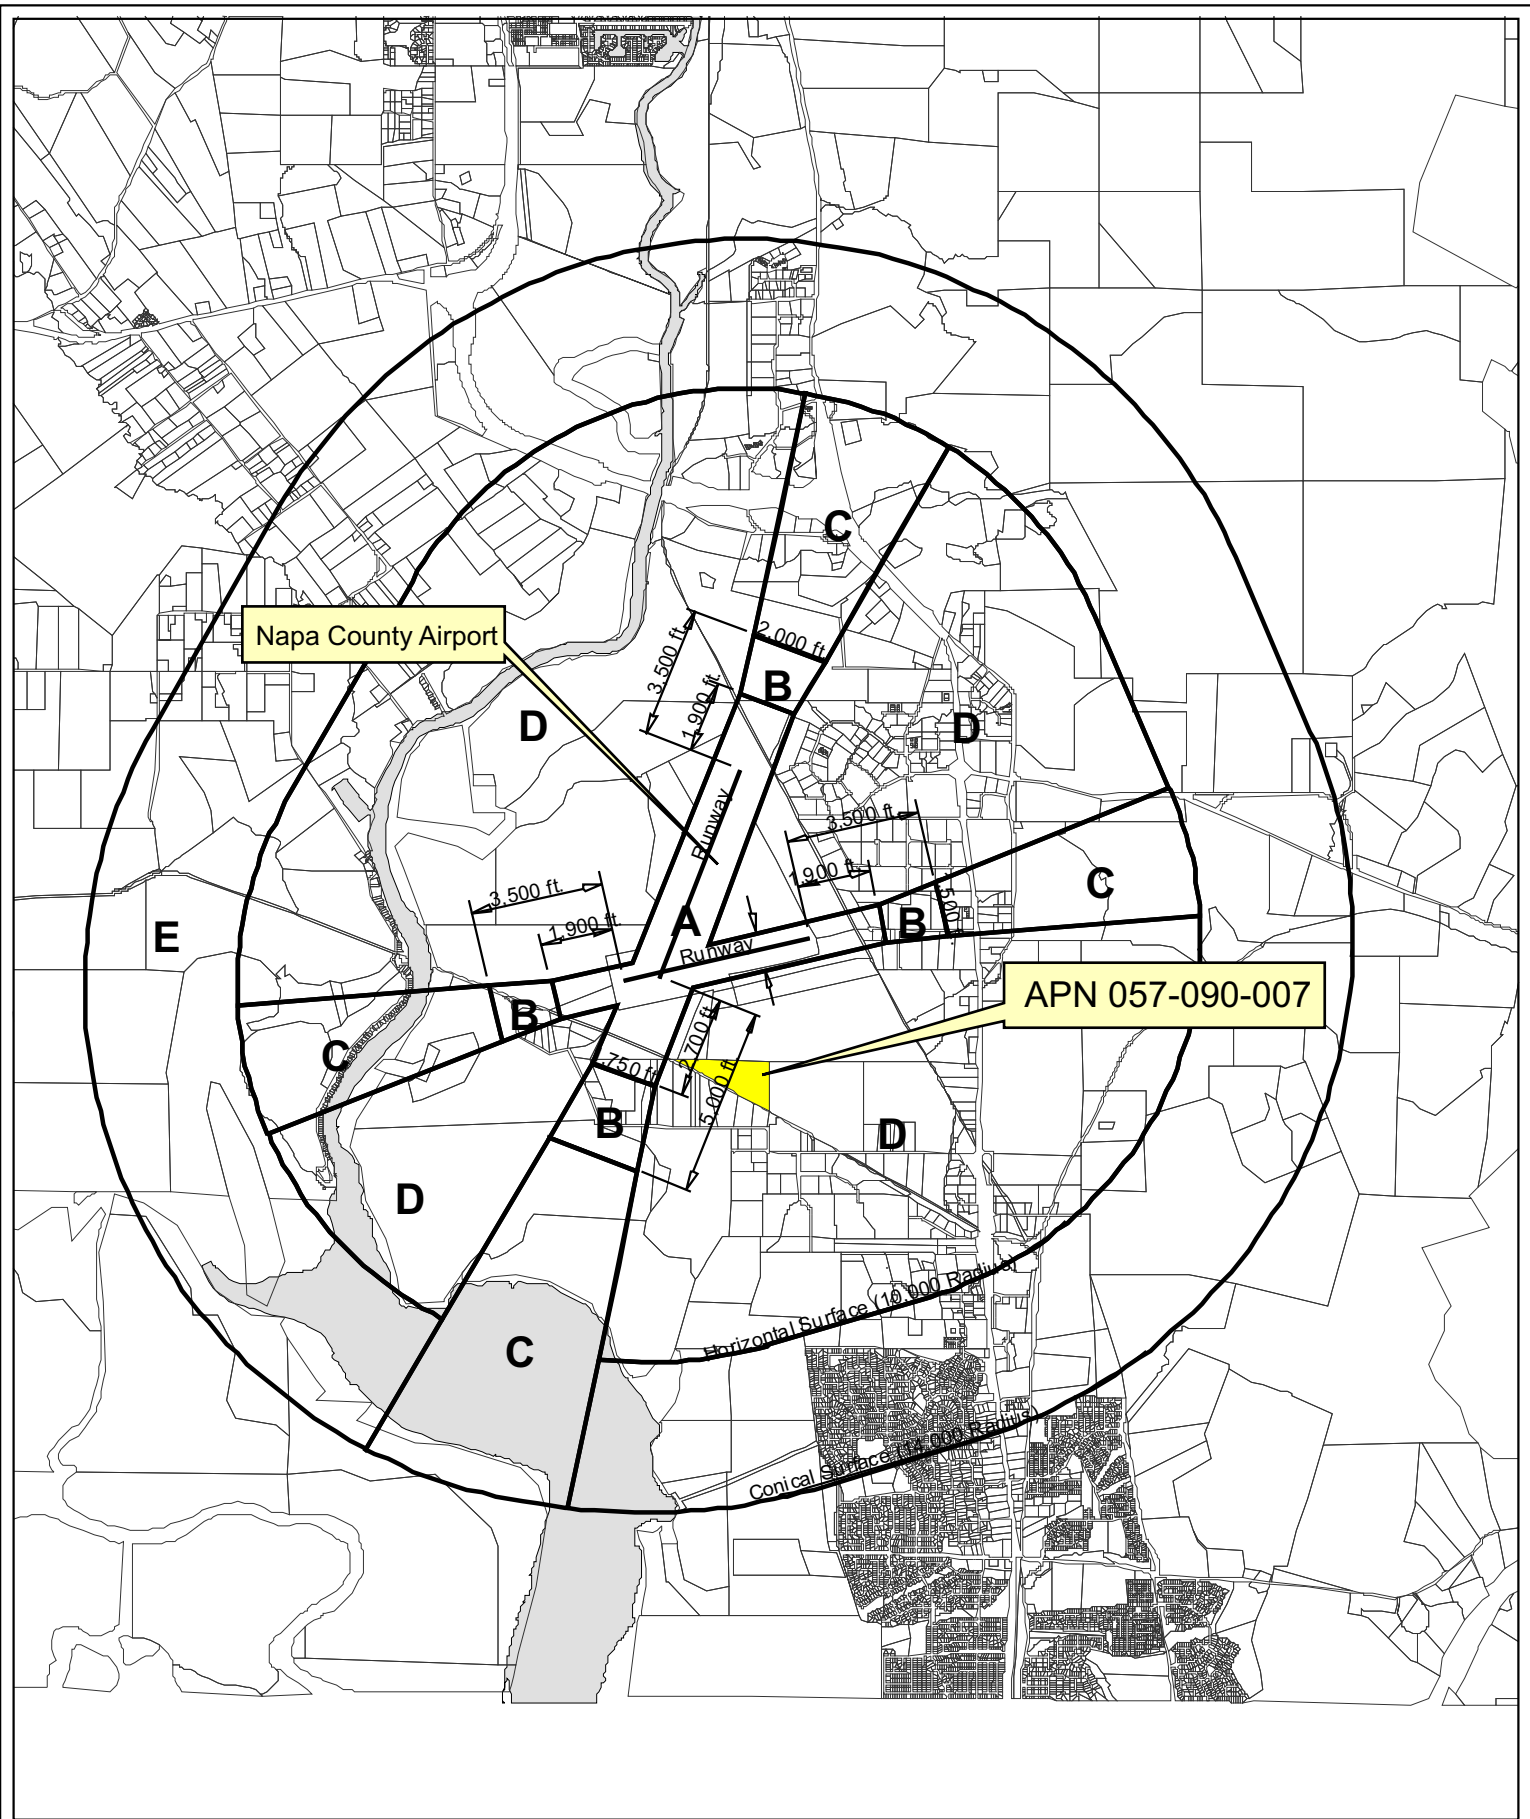 C
Napa County Airport
2,000 ft.
3,500 ft.
B
1,900 ft.
D
D
Runway
3,500 ft.
1,900 ft.
C
3,500 ft.
A
B
1,900 ft.
E
Runway
APN 057-090-007
B
C
2,700 ft.
5,000 ft.
B
D
D
Horizontal Surface (10,000 Radius)
C
Conical Surface (14,000 Radius)